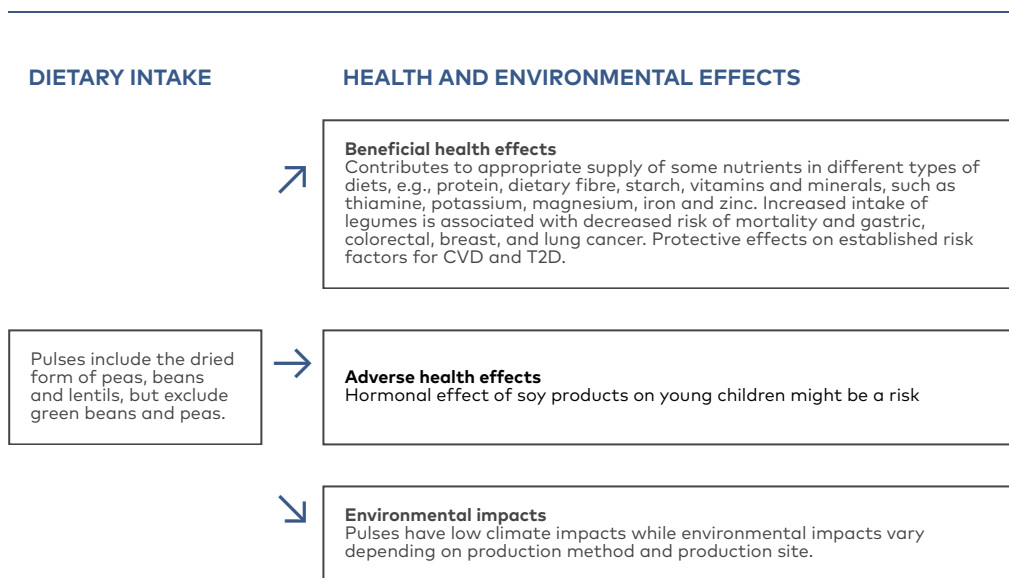 DIETARY INTAKE
HEALTH AND ENVIRONMENTAL EFFECTS
Beneficial health effects
Contributes to appropriate supply of some nutrients in different types of
diets, e.g., protein, dietary fibre, starch, vitamins and minerals, such as
thiamine, potassium, magnesium, iron and zinc. Increased intake of
legumes is associated with decreased risk of mortality and gastric,
colorectal, breast, and lung cancer. Protective effects on established risk
factors for CVD and T2D.
Pulses include the dried
form of peas, beans
and lentils, but exclude
green beans and peas.
Adverse health effects
Hormonal effect of soy products on young children might be a risk
Environmental impacts
Pulses have low climate impacts while environmental impacts vary
depending on production method and production site.